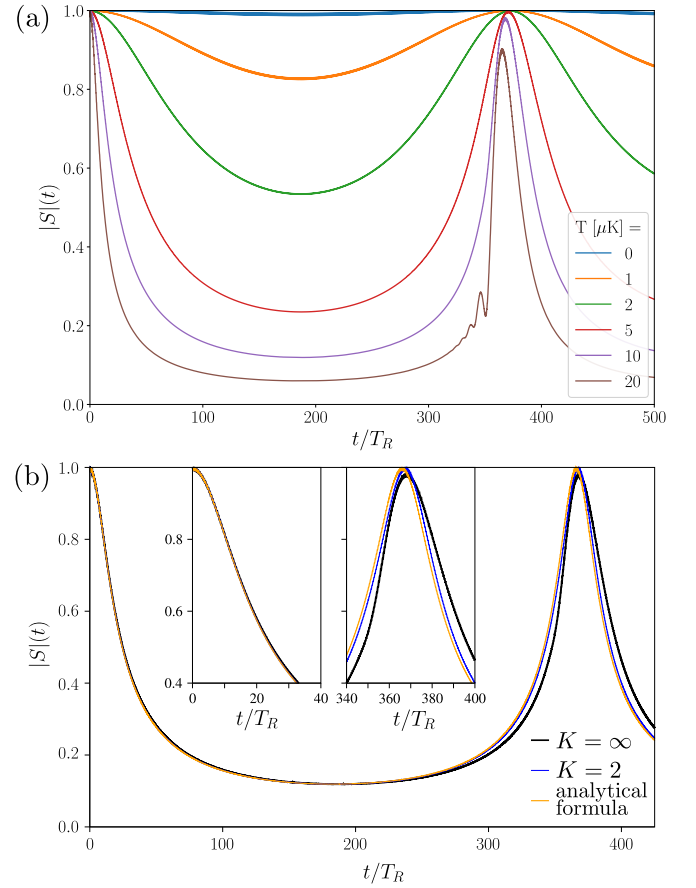 (a)
1.0
0.8
0.6
0.4
0.2
0.0
|S|(t)
T [μK] =
0
1
2
5
10
20
0 100 200 300 400 500
t/T_R
(b)
1.0
0.8
0.6
0.4
0.2
0.0
|S|(t)
0.8
0.6
0.4
0 20 40
t/T_R
340 360 380 400
t/T_R
K = ∞
K = 2
analytical
formula
0 100 200 300 400
t/T_R